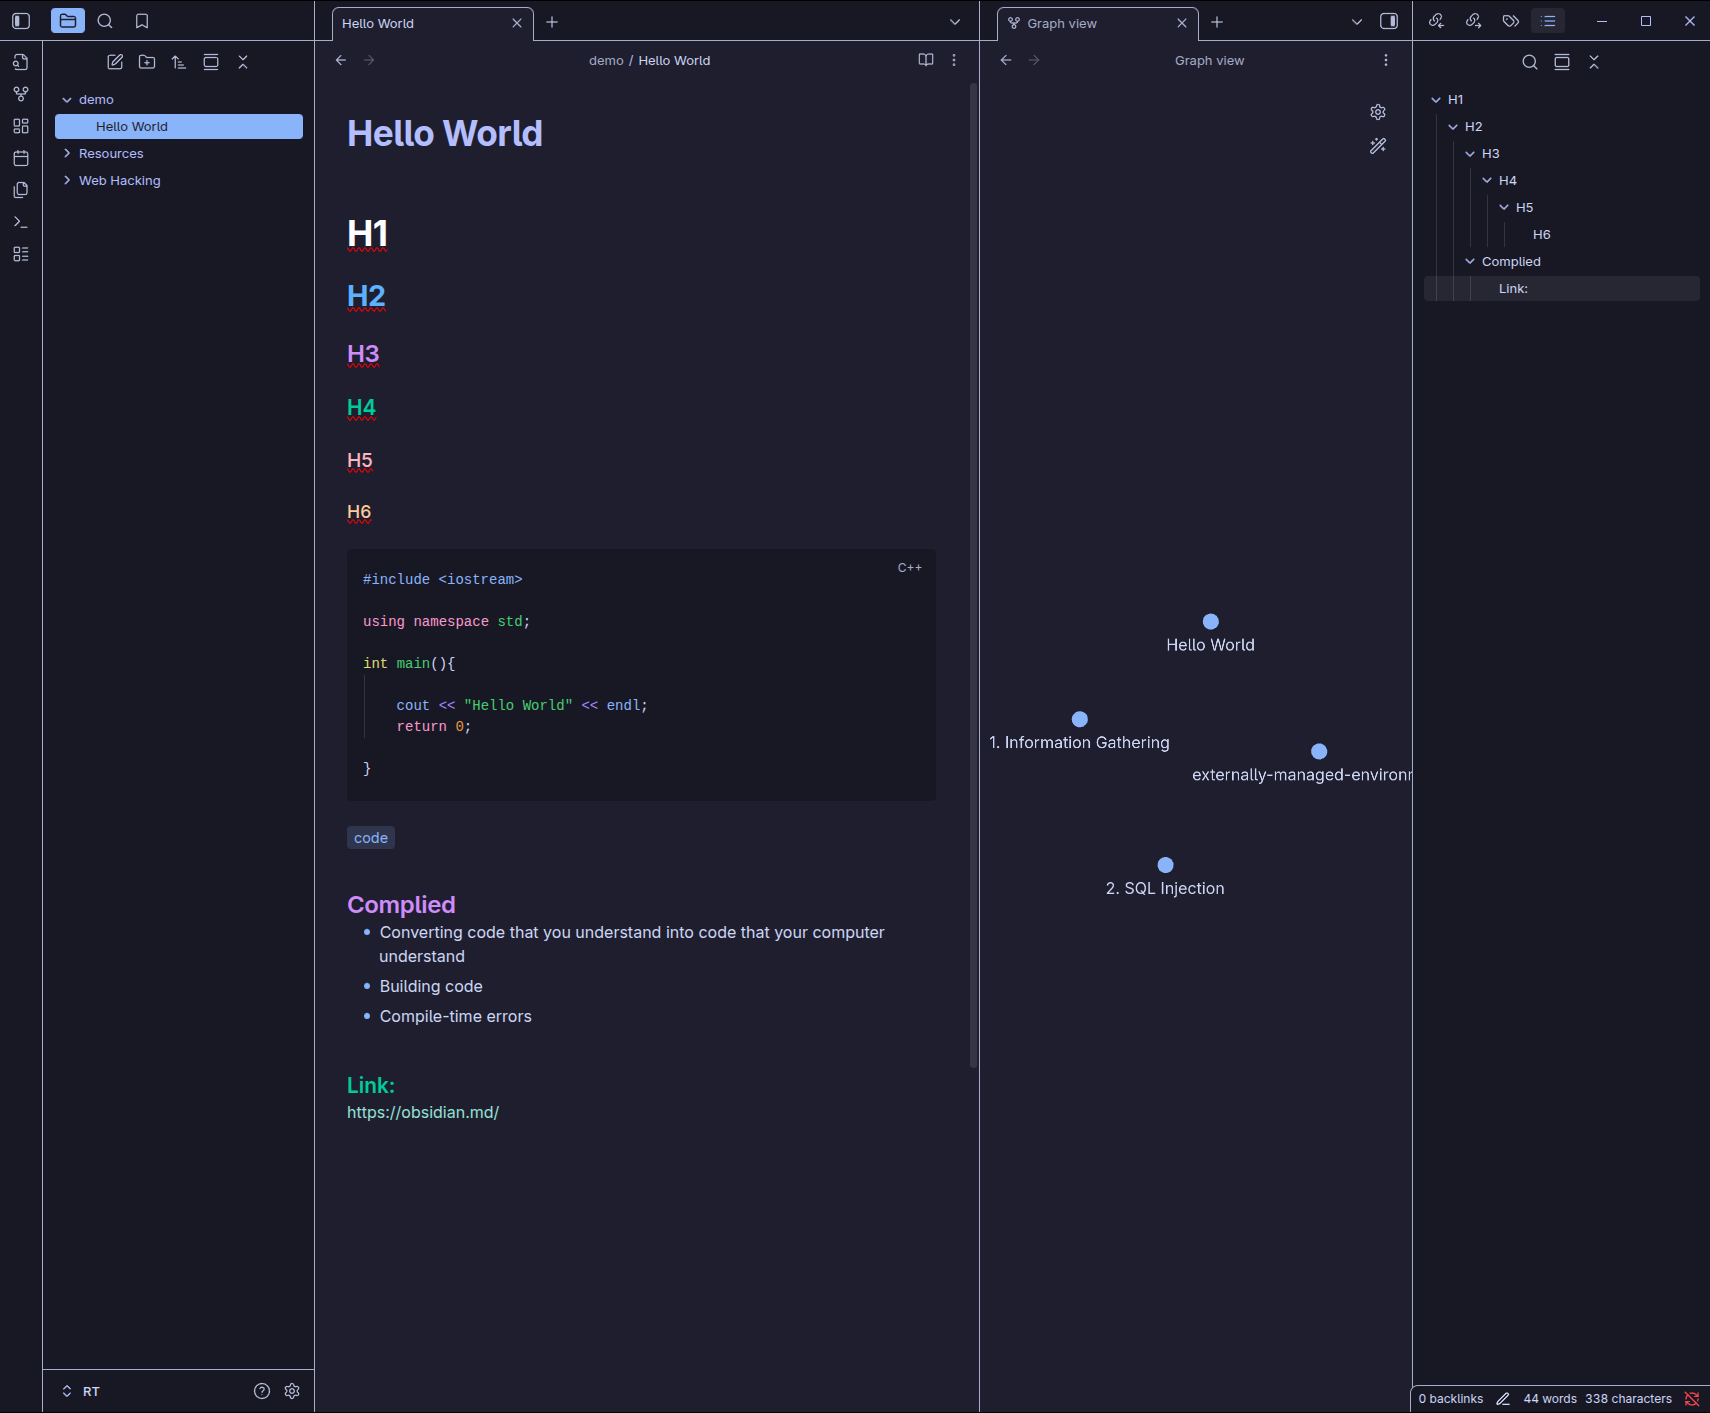 Hello World
Graph view
demo / Hello World
Graph view
demo
Hello World
Resources
Web Hacking
RT
Hello World
H1
H2
H3
H4
H5
H6
C++
#include <iostream>
using namespace std;
int main(){
cout << "Hello World" << endl;
return 0;
}
code
Complied
Converting code that you understand into code that your computer
understand
Building code
Compile-time errors
Link:
https://obsidian.md/
Hello World
1. Information Gathering
externally-managed-environ
2. SQL Injection
H1
H2
H3
H4
H5
H6
Complied
Link:
0 backlinks 44 words 338 characters